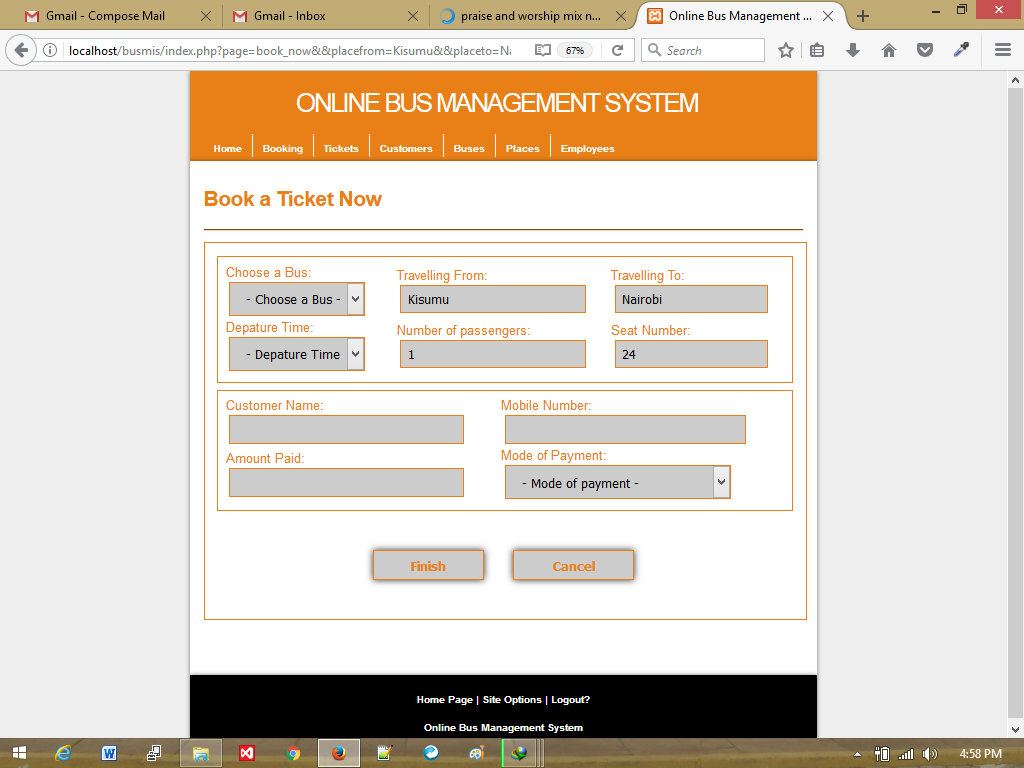 Gmail - Compose Mail
Gmail - Inbox
praise and worship mix n...
Online Bus Management ...
localhost/busmis/index.php?page=book_now&&placefrom=Kisumu&&placeto=Na
67%
Search
ONLINE BUS MANAGEMENT SYSTEM
Home
Booking
Tickets
Customers
Buses
Places
Employees
Book a Ticket Now
Choose a Bus:
Travelling From:
Travelling To:
- Choose a Bus -
Kisumu
Nairobi
Depature Time:
Number of passengers:
Seat Number:
- Depature Time
1
24
Customer Name:
Mobile Number:
Amount Paid:
Mode of Payment:
- Mode of payment -
Finish
Cancel
Home Page | Site Options | Logout?
Online Bus Management System
4:58 PM